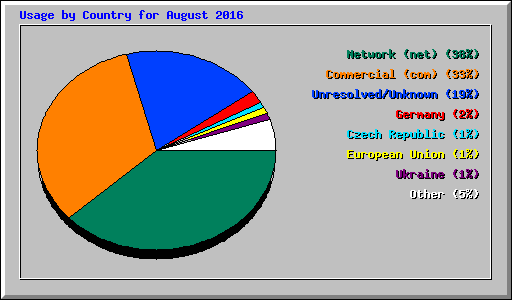 Usage by Country for August 2016
Network (net) (38%)
Commercial (com) (33%)
Unresolved/Unknown (19%)
Germany (2%)
Czech Republic (1%)
European Union (1%)
Ukraine (1%)
Other (5%)